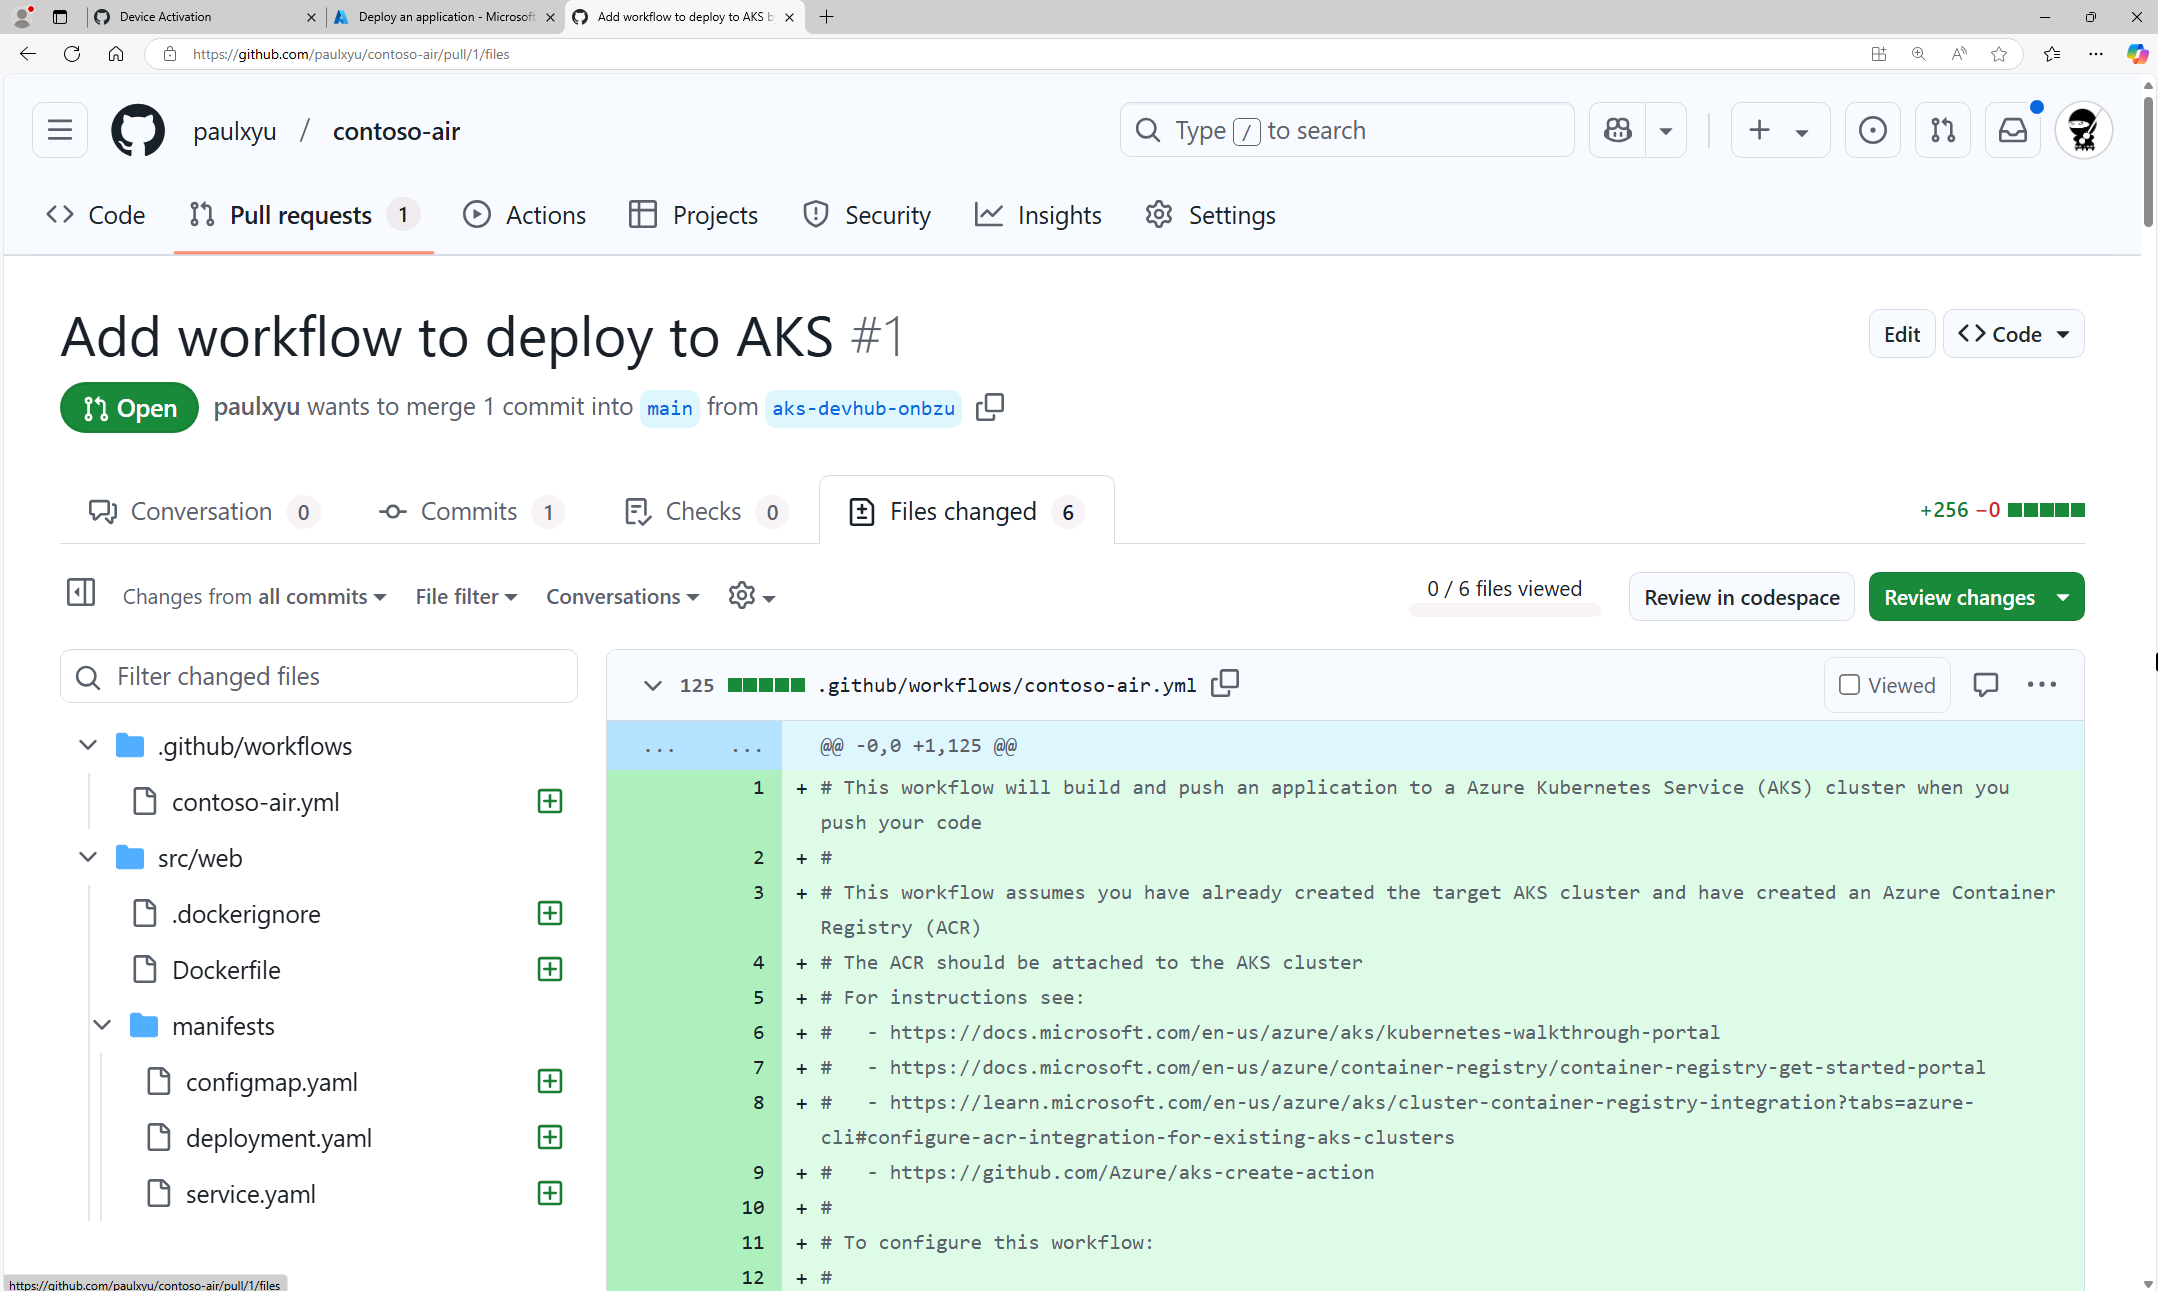 Device Activation
Deploy an application - Microsoft
Add workflow to deploy to AKS b
https://github.com/paulxyu/contoso-air/pull/1/files
paulxyu / contoso-air
Type / to search
Code
Pull requests 1
Actions
Projects
Security
Insights
Settings
Add workflow to deploy to AKS #1
Edit
Code
Open
paulxyu wants to merge 1 commit into main from aks-devhub-onbzu
Conversation 0
Commits 1
Checks 0
Files changed 6
+256 −0
Changes from all commits
File filter
Conversations
0 / 6 files viewed
Review in codespace
Review changes
Filter changed files
.github/workflows
contoso-air.yml
src/web
.dockerignore
Dockerfile
manifests
configmap.yaml
deployment.yaml
service.yaml
125 .github/workflows/contoso-air.yml
Viewed
... ... @@ -0,0 +1,125 @@
1 + # This workflow will build and push an application to a Azure Kubernetes Service (AKS) cluster when you
push your code
2 + #
3 + # This workflow assumes you have already created the target AKS cluster and have created an Azure Container
Registry (ACR)
4 + # The ACR should be attached to the AKS cluster
5 + # For instructions see:
6 + #   - https://docs.microsoft.com/en-us/azure/aks/kubernetes-walkthrough-portal
7 + #   - https://docs.microsoft.com/en-us/azure/container-registry/container-registry-get-started-portal
8 + #   - https://learn.microsoft.com/en-us/azure/aks/cluster-container-registry-integration?tabs=azure-
cli#configure-acr-integration-for-existing-aks-clusters
9 + #   - https://github.com/Azure/aks-create-action
10 + #
11 + # To configure this workflow:
12 + #
https://github.com/paulxyu/contoso-air/pull/1/files